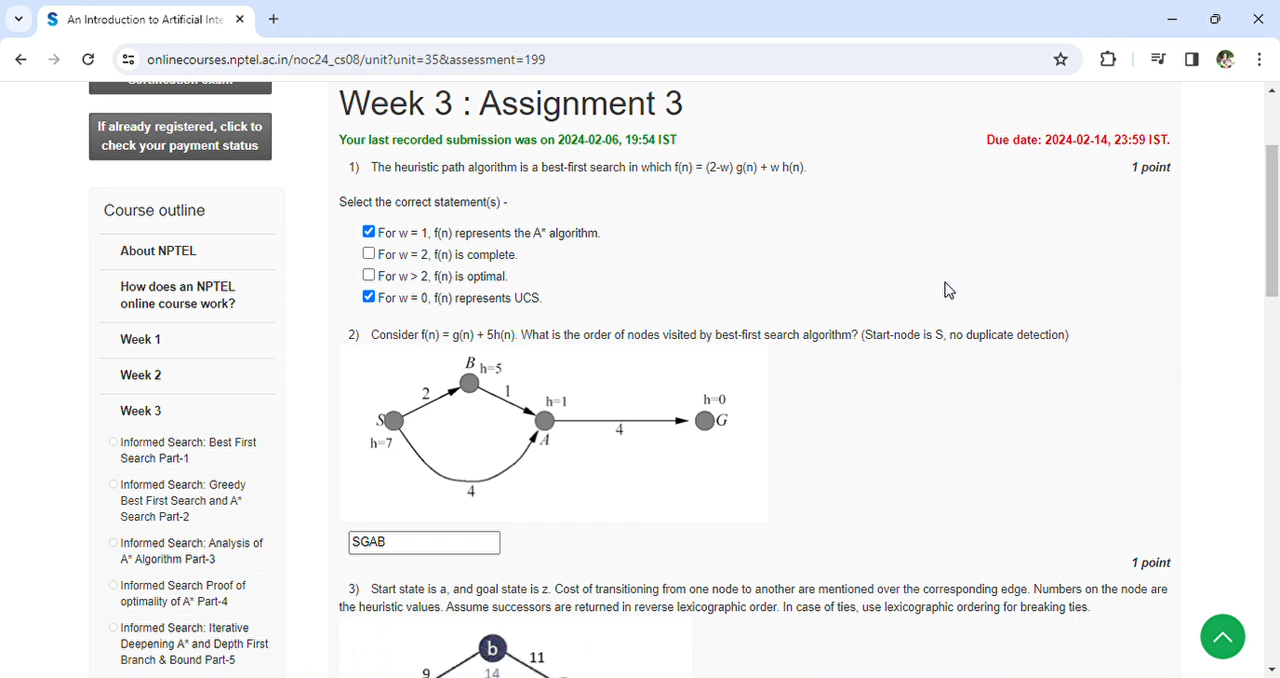 An Introduction to Artificial Inte
onlinecourses.nptel.ac.in/noc24_cs08/unit?unit=35&assessment=199
Certification exam
If already registered, click to
check your payment status
Course outline
About NPTEL
How does an NPTEL
online course work?
Week 1
Week 2
Week 3
Informed Search: Best First
Search Part-1
Informed Search: Greedy
Best First Search and A*
Search Part-2
Informed Search: Analysis of
A* Algorithm Part-3
Informed Search Proof of
optimality of A* Part-4
Informed Search: Iterative
Deepening A* and Depth First
Branch & Bound Part-5
Week 3 : Assignment 3
Your last recorded submission was on 2024-02-06, 19:54 IST Due date: 2024-02-14, 23:59 IST.
1) The heuristic path algorithm is a best-first search in which f(n) = (2-w) g(n) + w h(n). 1 point
Select the correct statement(s) -
For w = 1, f(n) represents the A* algorithm.
For w = 2, f(n) is complete.
For w > 2, f(n) is optimal.
For w = 0, f(n) represents UCS.
2) Consider f(n) = g(n) + 5h(n). What is the order of nodes visited by best-first search algorithm? (Start-node is S, no duplicate detection)
B h=5
2 1
h=1 h=0
S A 4 G
h=7
4
SGAB
1 point
3) Start state is a, and goal state is z. Cost of transitioning from one node to another are mentioned over the corresponding edge. Numbers on the node are
the heuristic values. Assume successors are returned in reverse lexicographic order. In case of ties, use lexicographic ordering for breaking ties.
b
11
9 14